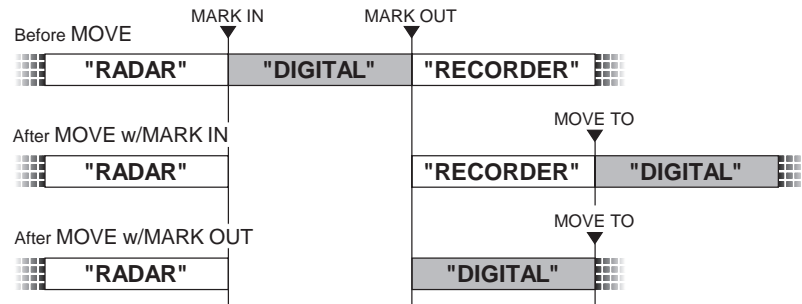 MARK IN MARK OUT
Before MOVE
"RADAR" "DIGITAL" "RECORDER"
MOVE TO
After MOVE w/MARK IN
"RADAR" "RECORDER" "DIGITAL"
MOVE TO
After MOVE w/MARK OUT
"RADAR" "DIGITAL"